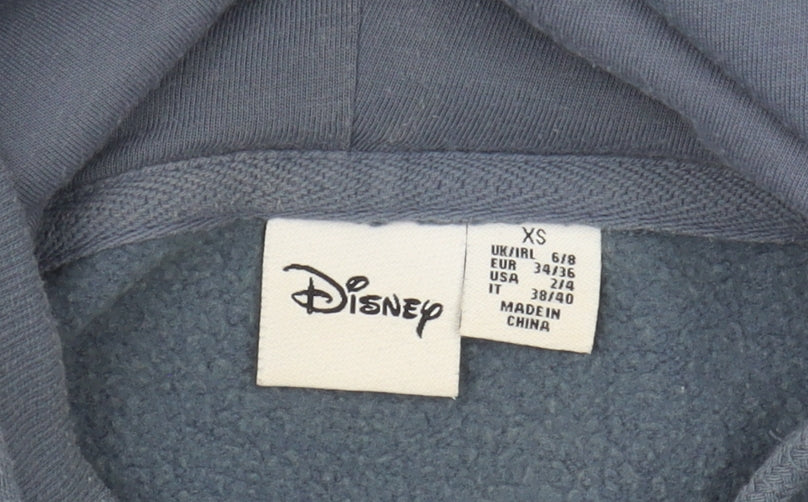 Disney
XS
UK/IRL 6/8
EUR 34/36
USA 2/4
IT 38/40
MADE IN
CHINA